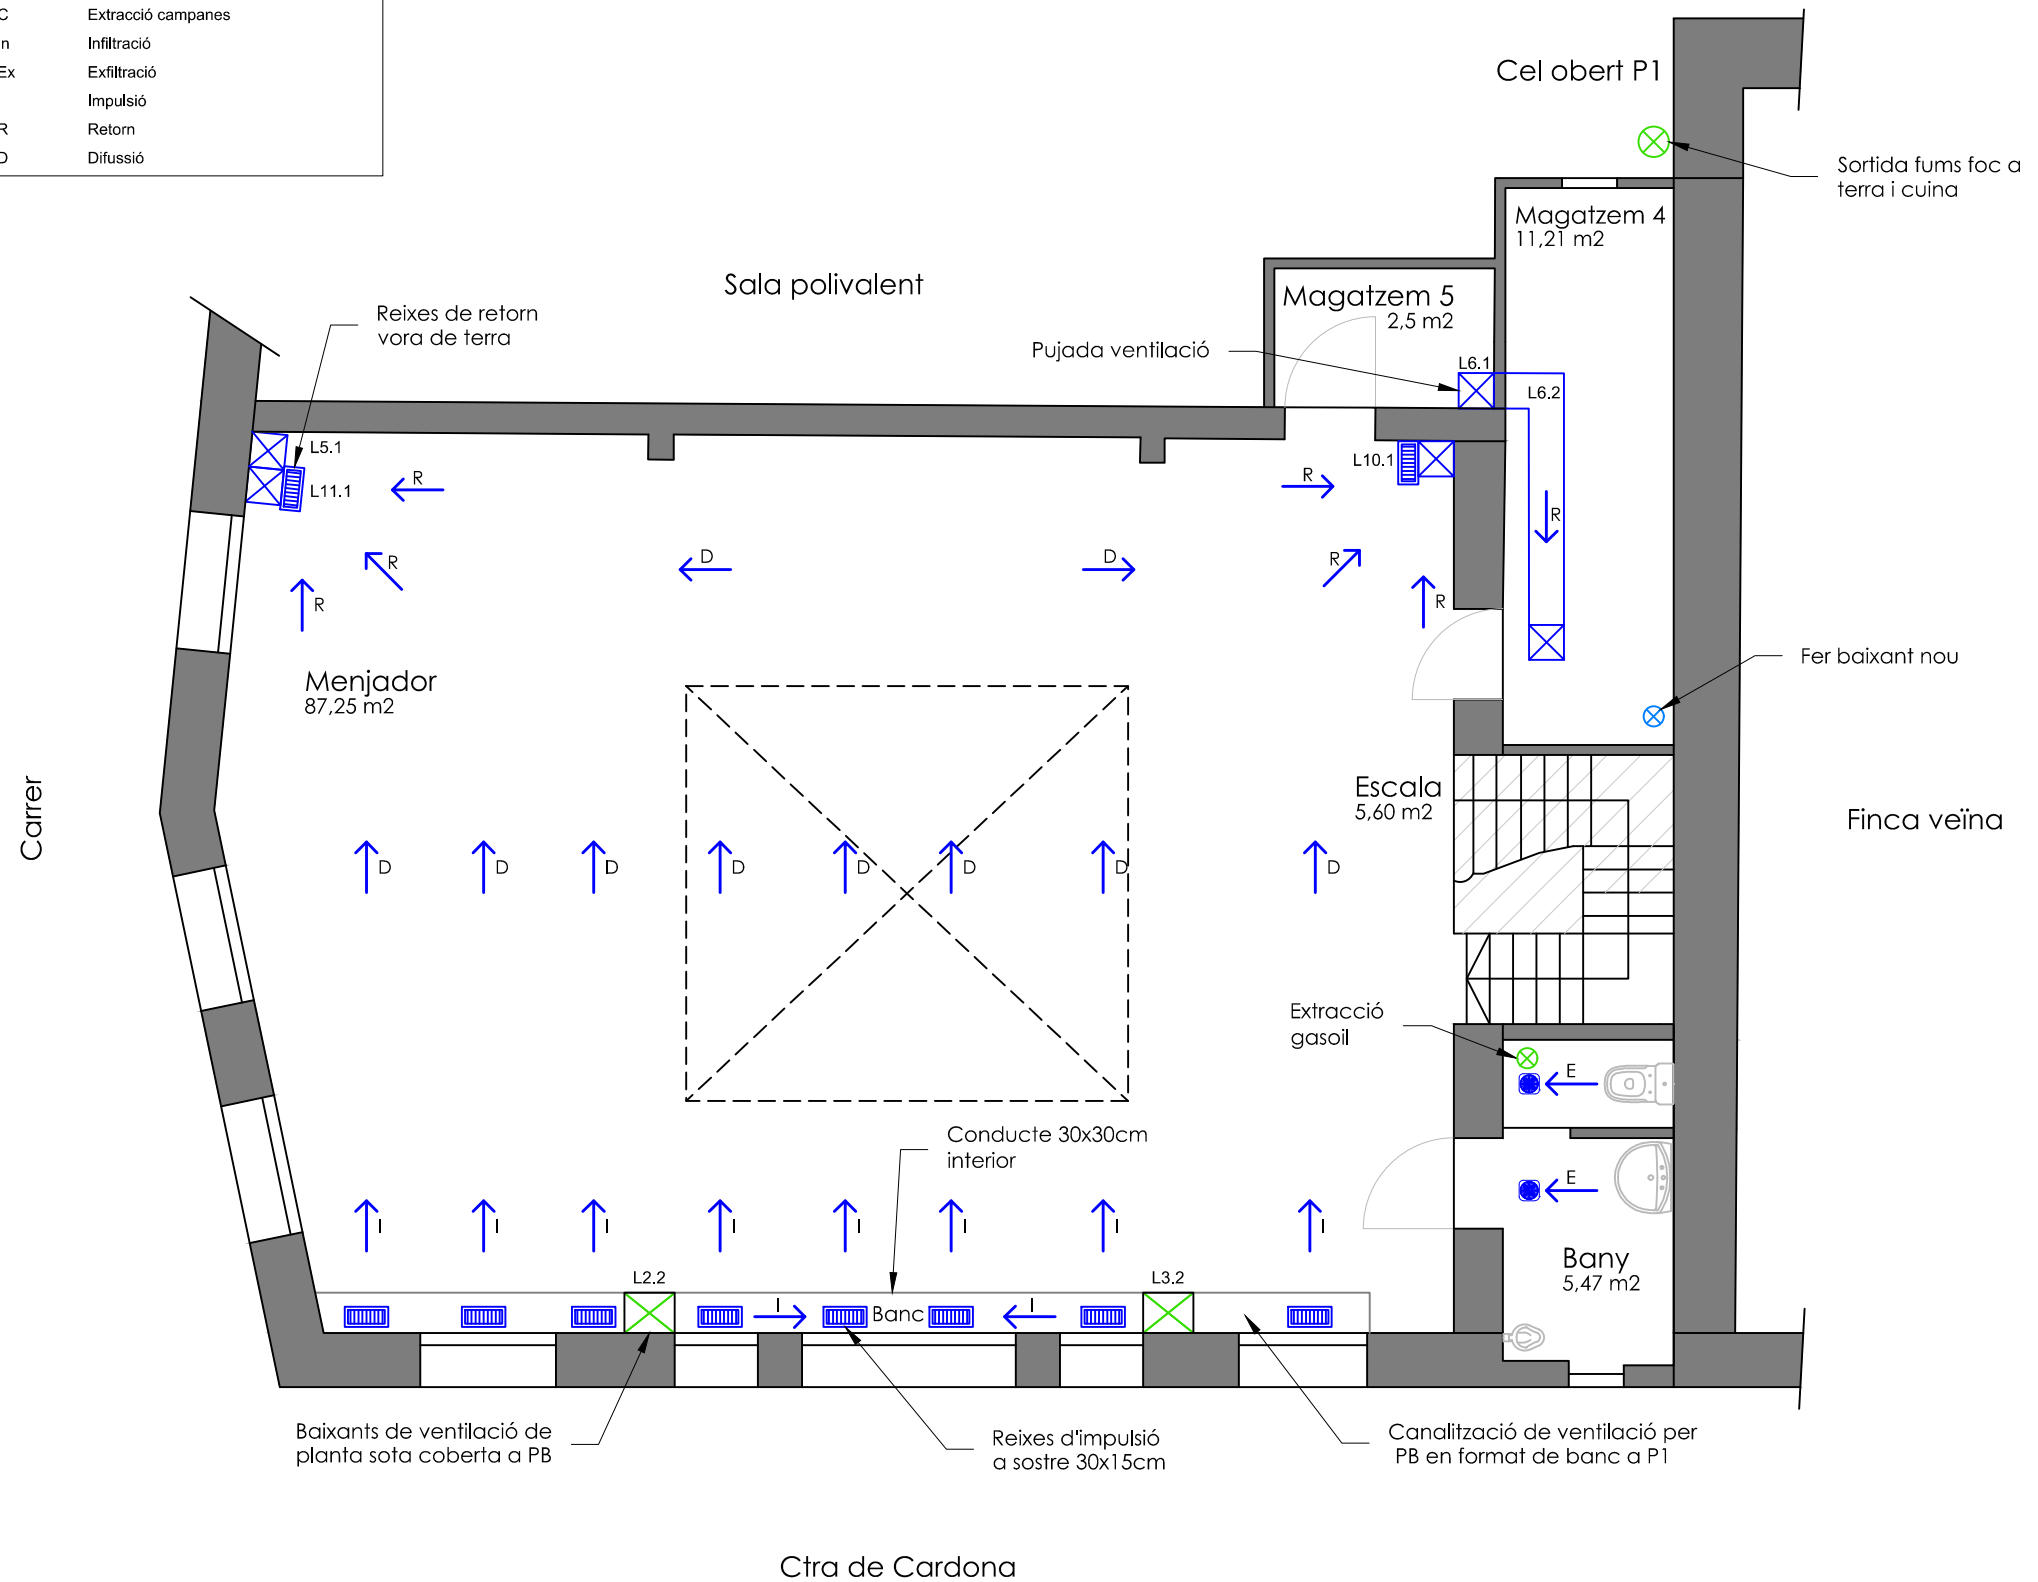 C Extracció campanes
n Infiltració
Ex Exfiltració
Impulsió
R Retorn
D Difussió
Cel obert P1
Sortida fums foc a
terra i cuina
Magatzem 4
11,21 m2
Sala polivalent
Magatzem 5
2,5 m2
Reixes de retorn
vora de terra
Pujada ventilació
L6.1
L6.2
L5.1
L11.1
L10.1
R
R
R
D
D
R
R
R
R
Menjador
87,25 m2
Fer baixant nou
Carrer
Escala
5,60 m2
Finca veïna
D
D
D
D
D
D
D
D
Extracció
gasoil
E
Conducte 30x30cm
interior
E
I
I
I
I
I
I
I
I
Bany
5,47 m2
L2.2
L3.2
I
Banc
I
Baixants de ventilació de
planta sota coberta a PB
Reixes d'impulsió
a sostre 30x15cm
Canalització de ventilació per
PB en format de banc a P1
Ctra de Cardona